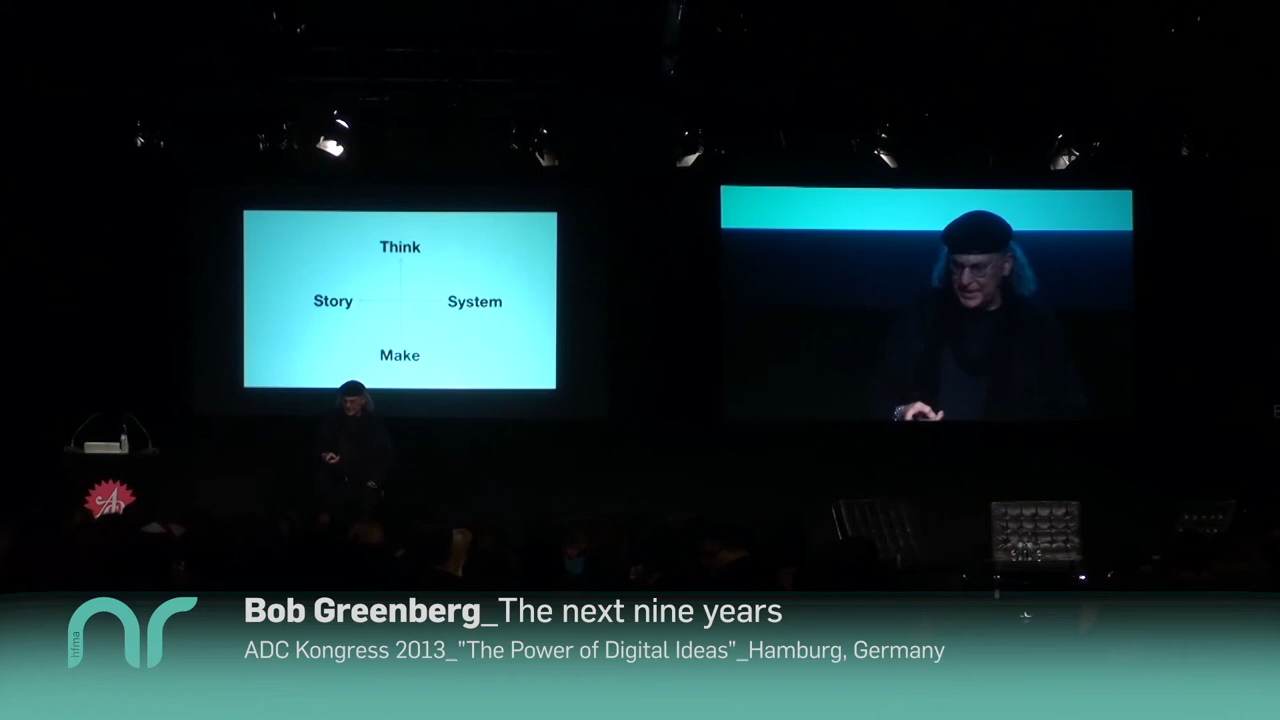 Think
Story System
Make
hfma
Bob Greenberg_The next nine years
ADC Kongress 2013_"The Power of Digital Ideas"_Hamburg, Germany